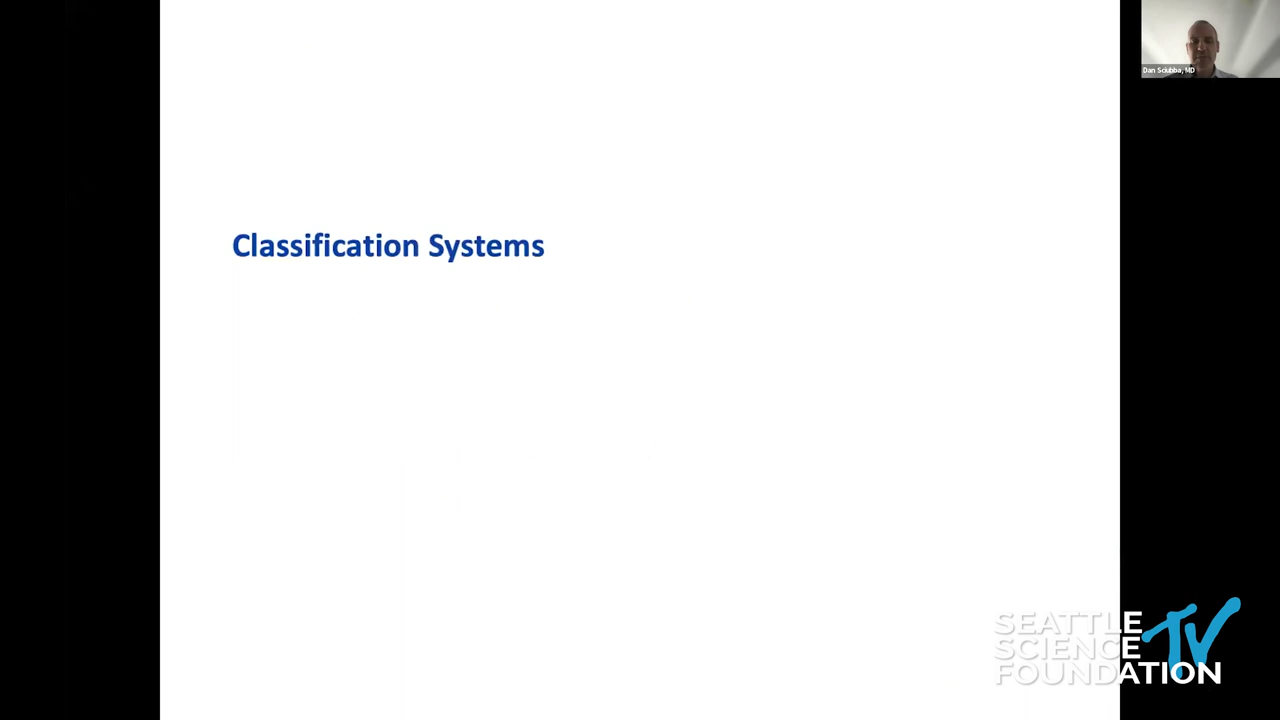 Dan Sciubba, MD
Classification Systems
SEATTLE
SCIENCE
FOUNDATION
TV